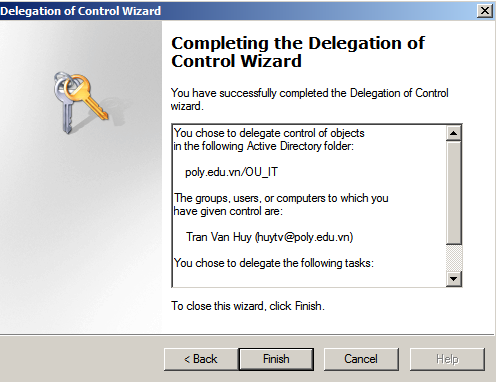 Delegation of Control Wizard
Completing the Delegation of
Control Wizard
You have successfully completed the Delegation of Control
wizard.
You chose to delegate control of objects
in the following Active Directory folder:
poly.edu.vn/OU_IT
The groups, users, or computers to which you
have given control are:
Tran Van Huy (huytv@poly.edu.vn)
You chose to delegate the following tasks:
To close this wizard, click Finish.
< Back
Finish
Cancel
Help